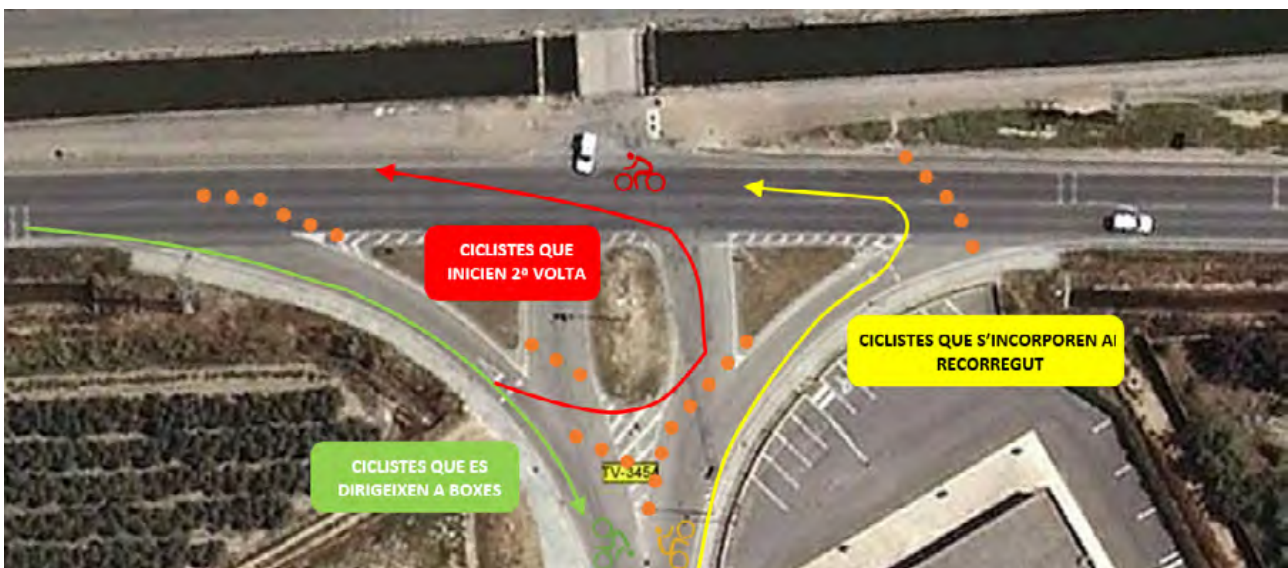 CICLISTES QUE
INICIEN 2ª VOLTA
CICLISTES QUE S'INCORPOREN AL
RECORREGUT
CICLISTES QUE ES
DIRIGEIXEN A BOXES
TV-3454